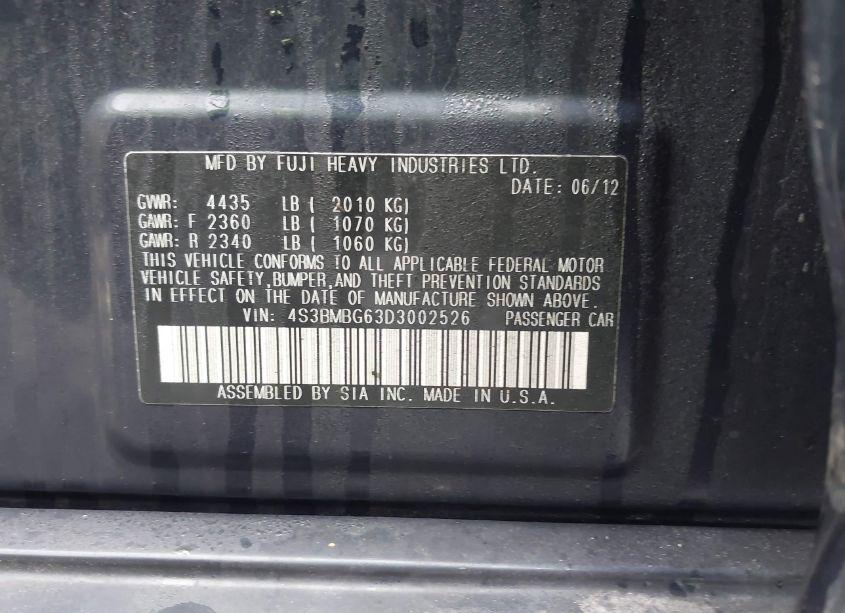 MFD BY FUJI HEAVY INDUSTRIES LTD.
DATE: 06/12
GVWR: 4435 LB ( 2010 KG)
GAWR: F 2360 LB ( 1070 KG)
GAWR: R 2340 LB ( 1060 KG)
THIS VEHICLE CONFORMS TO ALL APPLICABLE FEDERAL MOTOR
VEHICLE SAFETY,BUMPER,AND THEFT PREVENTION STANDARDS
IN EFFECT ON THE DATE OF MANUFACTURE SHOWN ABOVE.
VIN: 4S3BMBG63D3002526 PASSENGER CAR
ASSEMBLED BY SIA INC. MADE IN U.S.A.